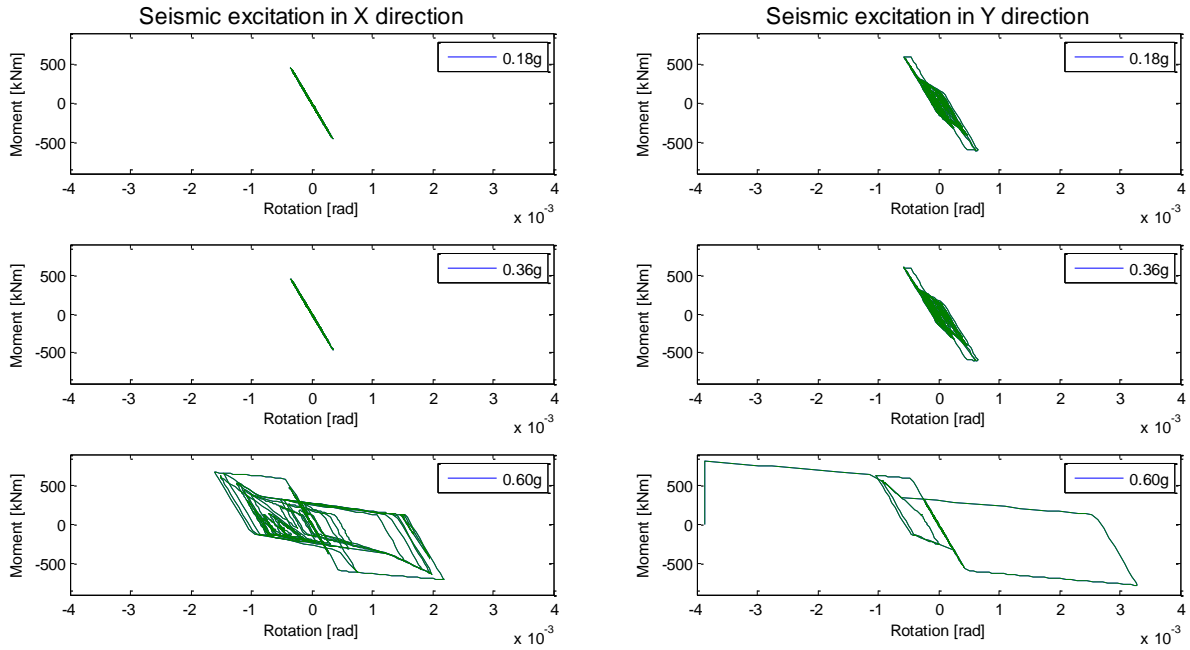 Seismic excitation in X direction
0.18g
Moment [kNm]
500
0
-500
-4 -3 -2 -1 0 1 2 3 4
Rotation [rad]
x 10^-3
Seismic excitation in Y direction
0.18g
Moment [kNm]
500
0
-500
-4 -3 -2 -1 0 1 2 3 4
Rotation [rad]
x 10^-3
0.36g
Moment [kNm]
500
0
-500
-4 -3 -2 -1 0 1 2 3 4
Rotation [rad]
x 10^-3
0.36g
Moment [kNm]
500
0
-500
-4 -3 -2 -1 0 1 2 3 4
Rotation [rad]
x 10^-3
0.60g
Moment [kNm]
500
0
-500
-4 -3 -2 -1 0 1 2 3 4
Rotation [rad]
x 10^-3
0.60g
Moment [kNm]
500
0
-500
-4 -3 -2 -1 0 1 2 3 4
Rotation [rad]
x 10^-3